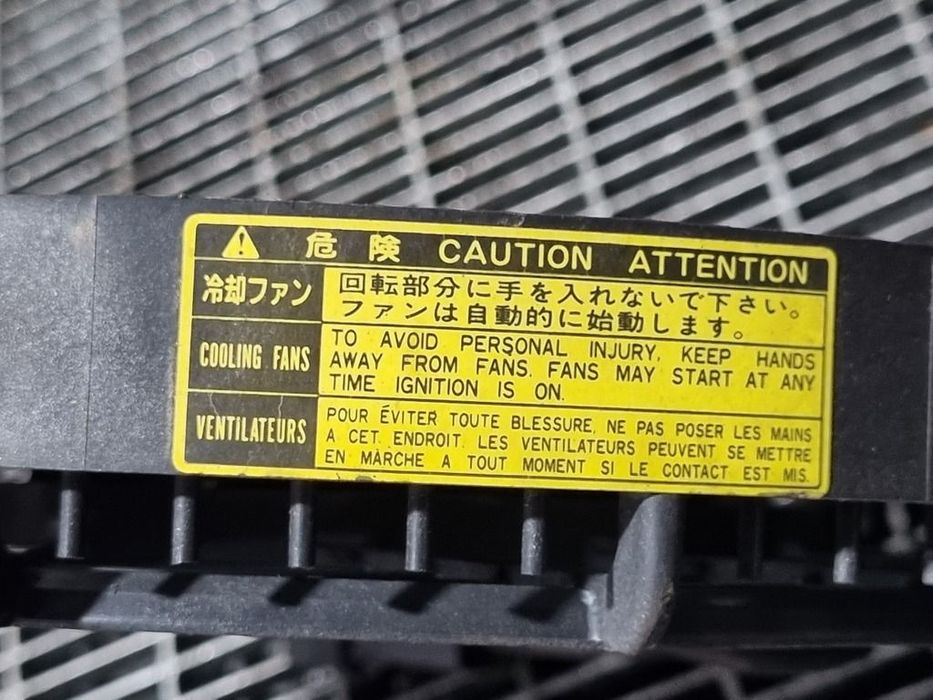 危険 CAUTION ATTENTION
冷却ファン
回転部分に手を入れないで下さい。
ファンは自動的に始動します。
COOLING FANS
TO AVOID PERSONAL INJURY, KEEP HANDS
AWAY FROM FANS. FANS MAY START AT ANY
TIME IGNITION IS ON.
VENTILATEURS
POUR ÉVITER TOUTE BLESSURE, NE PAS POSER LES MAINS
A CET ENDROIT. LES VENTILATEURS PEUVENT SE METTRE
EN MARCHE A TOUT MOMENT SI LE CONTACT EST MIS.